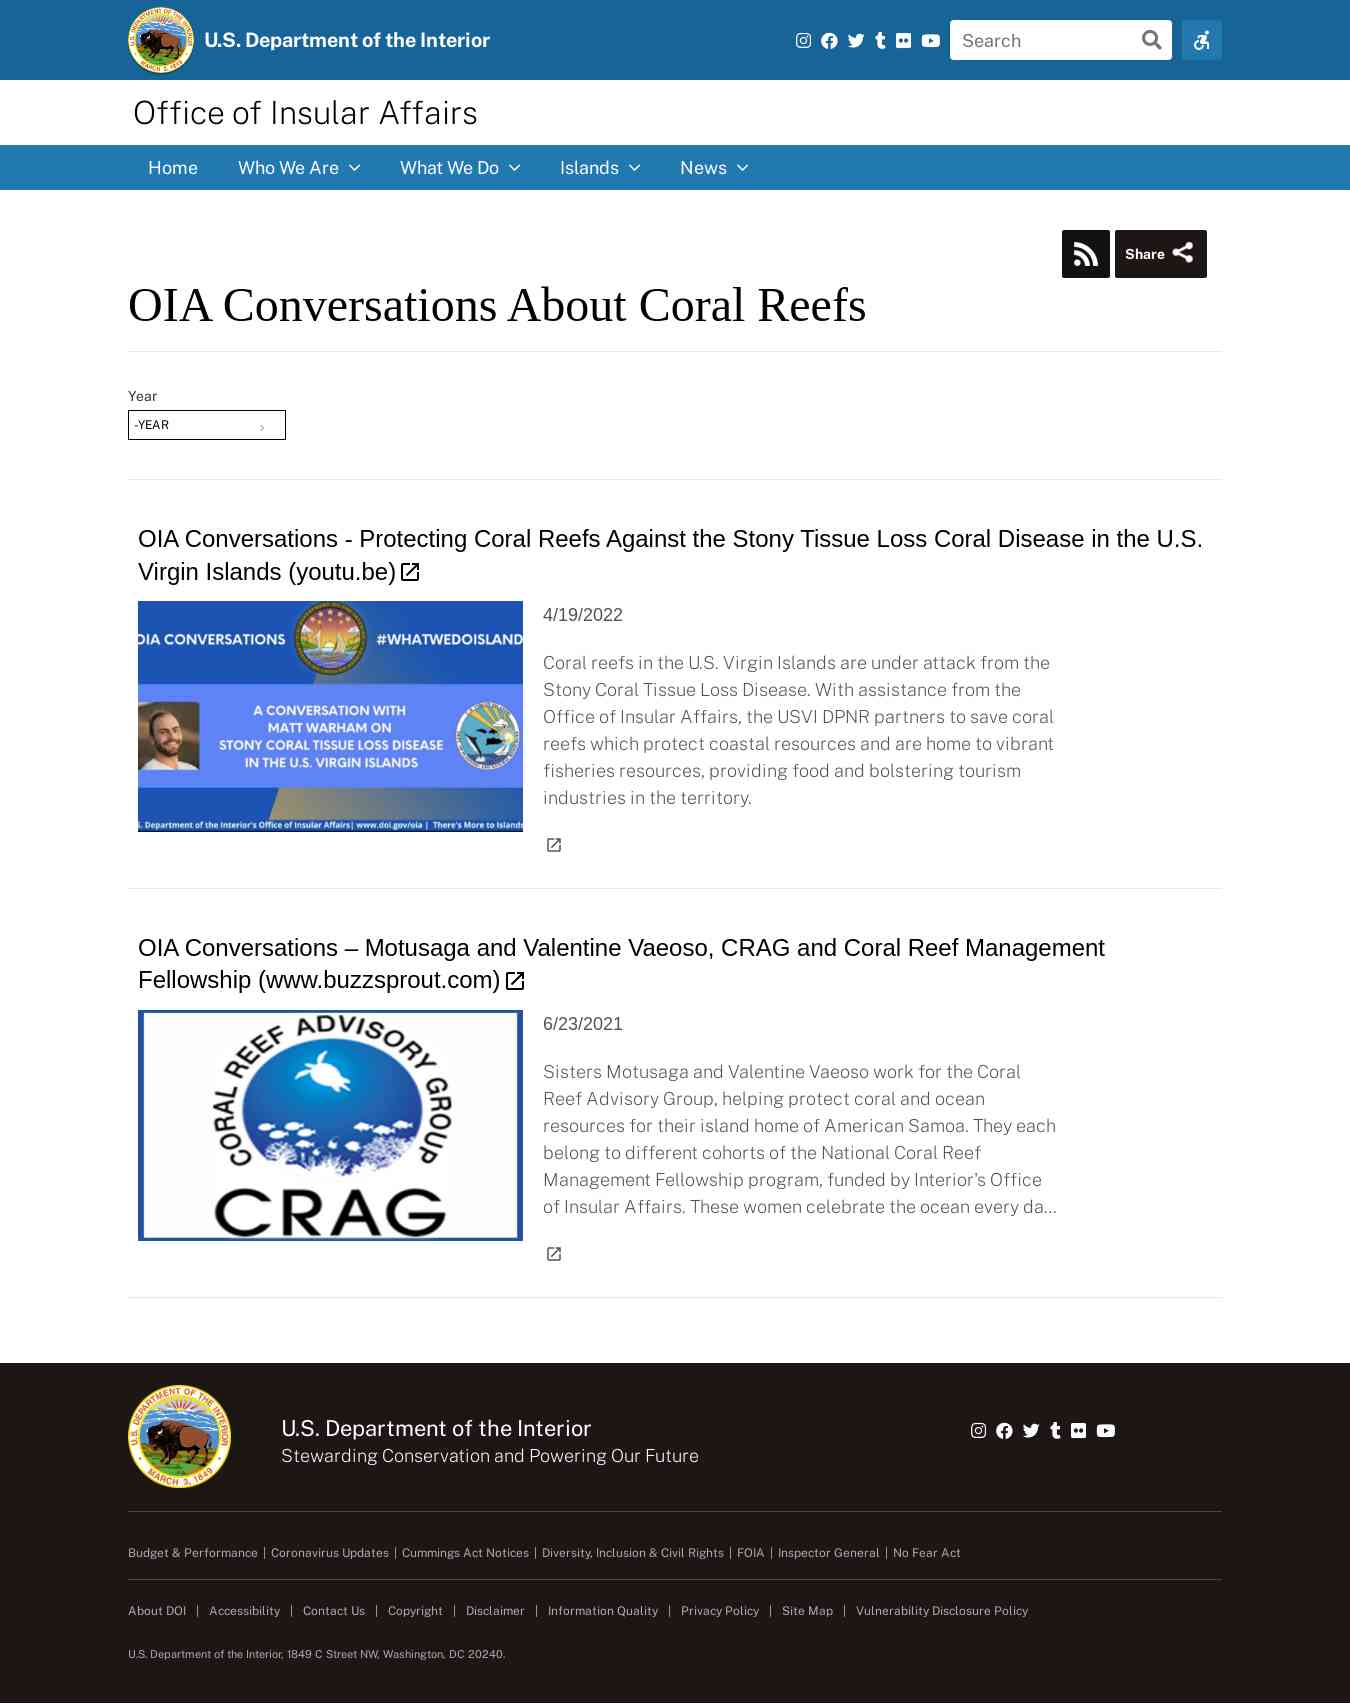 U.S. Department of the Interior
Search
Office of Insular Affairs
Home Who We Are What We Do Islands News
Share
OIA Conversations About Coral Reefs
Year
-YEAR
OIA Conversations - Protecting Coral Reefs Against the Stony Tissue Loss Coral Disease in the U.S.
Virgin Islands (youtu.be)
OIA CONVERSATIONS #WHATWEDOISLAND
A CONVERSATION WITH
MATT WARHAM ON
STONY CORAL TISSUE LOSS DISEASE
IN THE U.S. VIRGIN ISLANDS
. Department of the Interior's Office of Insular Affairs| www.doi.gov/oia | There's More to Islands
4/19/2022
Coral reefs in the U.S. Virgin Islands are under attack from the
Stony Coral Tissue Loss Disease. With assistance from the
Office of Insular Affairs, the USVI DPNR partners to save coral
reefs which protect coastal resources and are home to vibrant
fisheries resources, providing food and bolstering tourism
industries in the territory.
OIA Conversations – Motusaga and Valentine Vaeoso, CRAG and Coral Reef Management
Fellowship (www.buzzsprout.com)
CORAL REEF ADVISORY GROUP
CRAG
6/23/2021
Sisters Motusaga and Valentine Vaeoso work for the Coral
Reef Advisory Group, helping protect coral and ocean
resources for their island home of American Samoa. They each
belong to different cohorts of the National Coral Reef
Management Fellowship program, funded by Interior's Office
of Insular Affairs. These women celebrate the ocean every da...
U.S. DEPARTMENT OF THE INTERIOR
MARCH 3, 1849
U.S. Department of the Interior
Stewarding Conservation and Powering Our Future
Budget & Performance | Coronavirus Updates | Cummings Act Notices | Diversity, Inclusion & Civil Rights | FOIA | Inspector General | No Fear Act
About DOI | Accessibility | Contact Us | Copyright | Disclaimer | Information Quality | Privacy Policy | Site Map | Vulnerability Disclosure Policy
U.S. Department of the Interior, 1849 C Street NW, Washington, DC 20240.